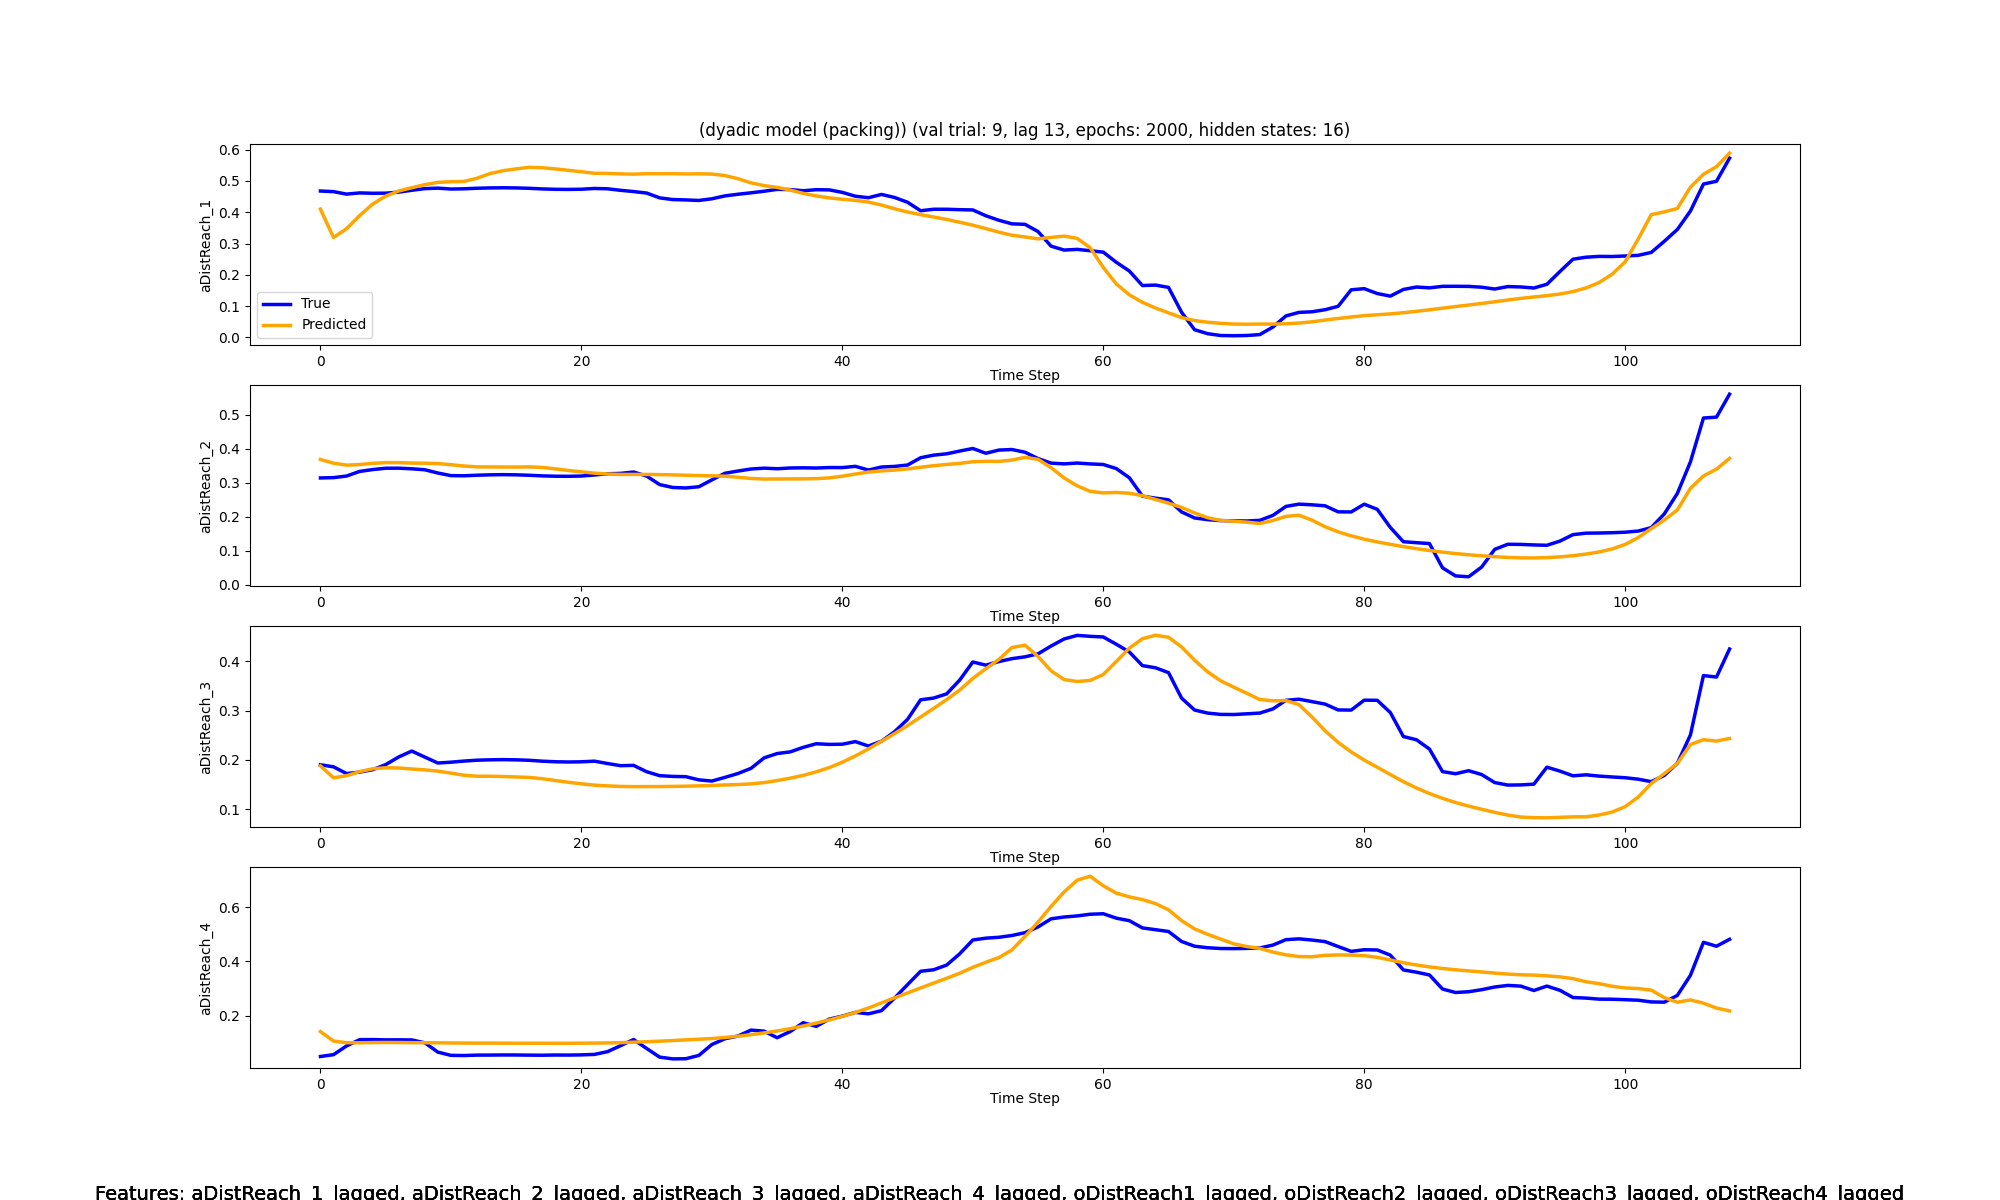 (dyadic model (packing)) (val trial: 9, lag 13, epochs: 2000, hidden states: 16)
0.6
0.5
0.4
0.3
0.2
0.1
0.0
aDistReach_1
True
Predicted
0 20 40 60 80 100
Time Step
0.5
0.4
0.3
0.2
0.1
0.0
aDistReach_2
0 20 40 60 80 100
Time Step
0.4
0.3
0.2
0.1
aDistReach_3
0 20 40 60 80 100
Time Step
0.6
0.4
0.2
aDistReach_4
0 20 40 60 80 100
Time Step
Features: aDistReach_1_lagged, aDistReach_2_lagged, aDistReach_3_lagged, aDistReach_4_lagged, oDistReach1_lagged, oDistReach2_lagged, oDistReach3_lagged, oDistReach4_lagged